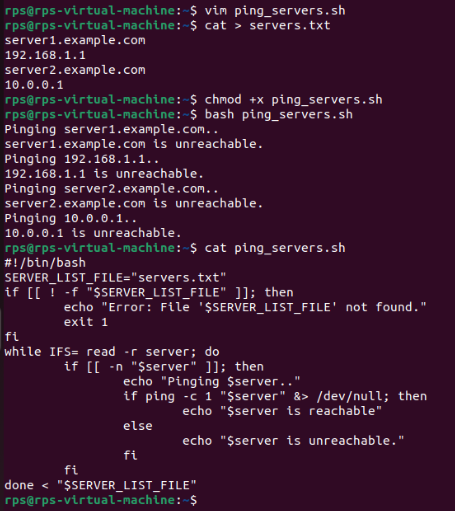 rps@rps-virtual-machine:~$ vim ping_servers.sh
rps@rps-virtual-machine:~$ cat > servers.txt
server1.example.com
192.168.1.1
server2.example.com
10.0.0.1
rps@rps-virtual-machine:~$ chmod +x ping_servers.sh
rps@rps-virtual-machine:~$ bash ping_servers.sh
Pinging server1.example.com..
server1.example.com is unreachable.
Pinging 192.168.1.1..
192.168.1.1 is unreachable.
Pinging server2.example.com..
server2.example.com is unreachable.
Pinging 10.0.0.1..
10.0.0.1 is unreachable.
rps@rps-virtual-machine:~$ cat ping_servers.sh
#!/bin/bash
SERVER_LIST_FILE="servers.txt"
if [[ ! -f "$SERVER_LIST_FILE" ]]; then
        echo "Error: File '$SERVER_LIST_FILE' not found."
        exit 1
fi
while IFS= read -r server; do
        if [[ -n "$server" ]]; then
                echo "Pinging $server.."
                if ping -c 1 "$server" &> /dev/null; then
                        echo "$server is reachable"
                else
                        echo "$server is unreachable."
                fi
        fi
done < "$SERVER_LIST_FILE"
rps@rps-virtual-machine:~$